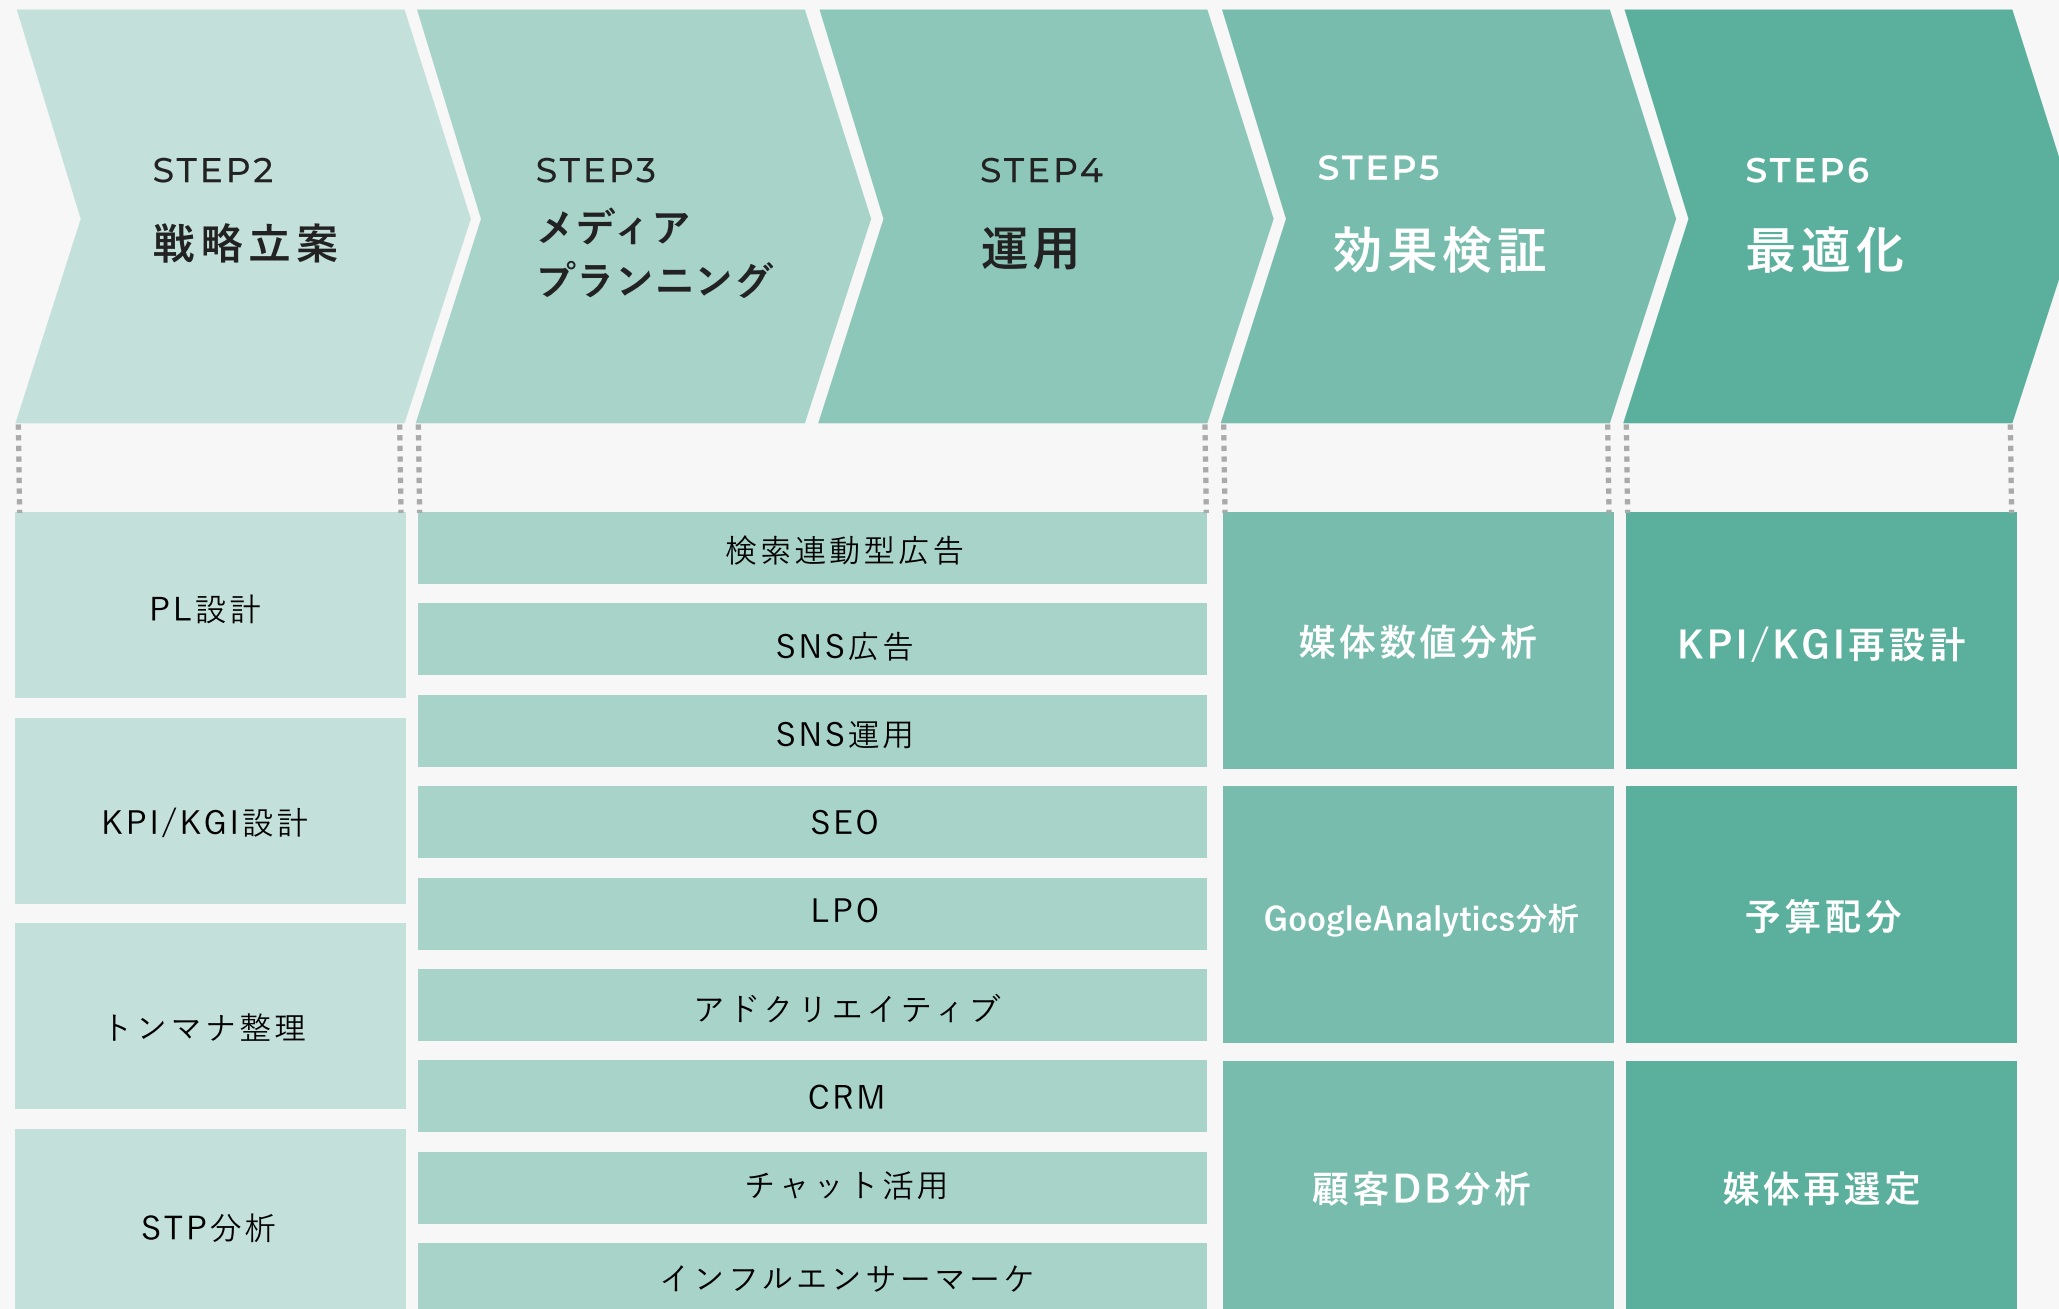 STEP2
戦略立案
STEP3
メディア
プランニング
STEP4
運用
STEP5
効果検証
STEP6
最適化
PL設計
KPI/KGI設計
トンマナ整理
STP分析
検索連動型広告
SNS広告
SNS運用
SEO
LPO
アドクリエイティブ
CRM
チャット活用
インフルエンサーマーケ
媒体数値分析
GoogleAnalytics分析
顧客DB分析
KPI/KGI再設計
予算配分
媒体再選定